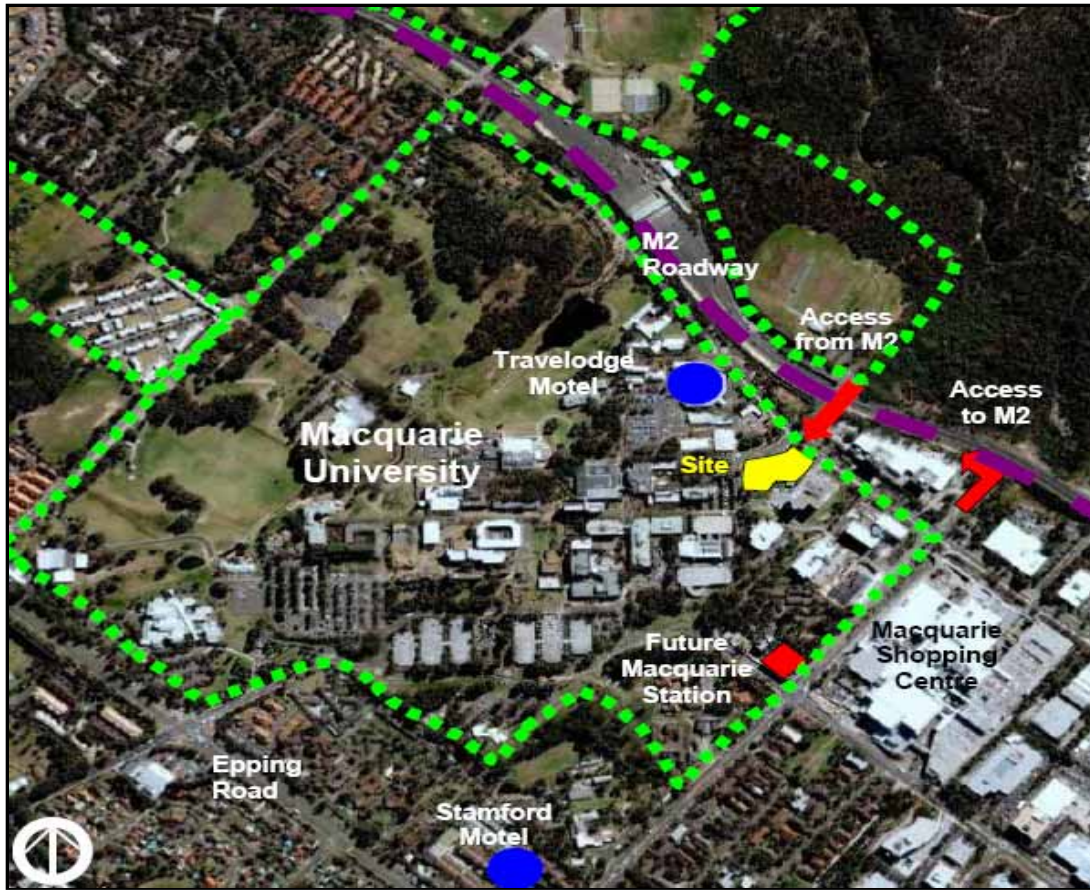 M2
Roadway
Access
from M2
Travelodge
Motel
Access
to M2
Macquarie
University
Site
Future
Macquarie
Station
Macquarie
Shopping
Centre
Epping
Road
Stamford
Motel